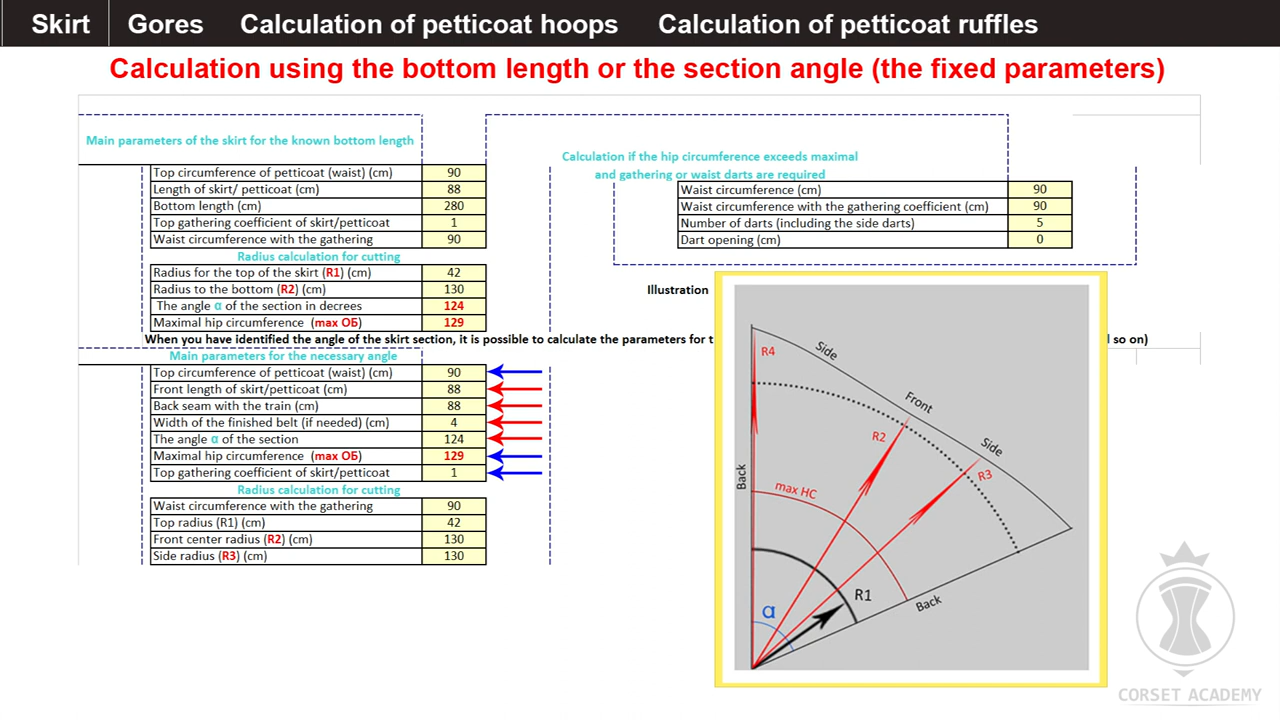 Skirt Gores Calculation of petticoat hoops Calculation of petticoat ruffles
Calculation using the bottom length or the section angle (the fixed parameters)
Main parameters of the skirt for the known bottom length
Top circumference of petticoat (waist) (cm) 90
Length of skirt/ petticoat (cm) 88
Bottom length (cm) 280
Top gathering coefficient of skirt/petticoat 1
Waist circumference with the gathering 90
Radius calculation for cutting
Radius for the top of the skirt (R1) (cm) 42
Radius to the bottom (R2) (cm) 130
The angle α of the section in decrees 124
Maximal hip circumference (max ОБ) 129
Calculation if the hip circumference exceeds maximal
and gathering or waist darts are required
Waist circumference (cm) 90
Waist circumference with the gathering coefficient (cm) 90
Number of darts (including the side darts) 5
Dart opening (cm) 0
Illustration
When you have identified the angle of the skirt section, it is possible to calculate the parameters for t
so on)
Main parameters for the necessary angle
Top circumference of petticoat (waist) (cm) 90
Front length of skirt/petticoat (cm) 88
Back seam with the train (cm) 88
Width of the finished belt (if needed) (cm) 4
The angle α of the section 124
Maximal hip circumference (max ОБ) 129
Top gathering coefficient of skirt/petticoat 1
Radius calculation for cutting
Waist circumference with the gathering 90
Top radius (R1) (cm) 42
Front center radius (R2) (cm) 130
Side radius (R3) (cm) 130
R4
Side
Front
R2
Side
R3
Back
max HC
R1
α
Back
CORSET ACADEMY